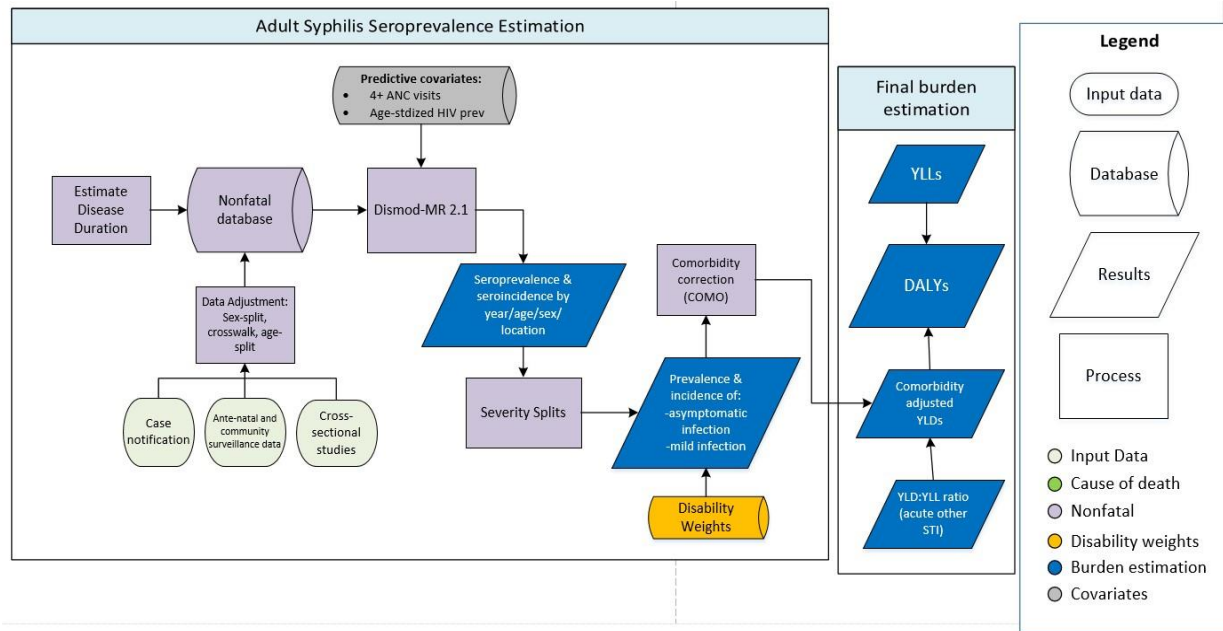 Adult Syphilis Seroprevalence Estimation
Predictive covariates:
• 4+ ANC visits
• Age-stdized HIV prev
Estimate
Disease
Duration
Nonfatal
database
Dismod-MR 2.1
Data Adjustment:
Sex-split,
crosswalk, age-
split
Case
notification
Ante-natal and
community
surveillance data
Cross-
sectional
studies
Seroprevalence &
seroincidence by
year/age/sex/
location
Severity Splits
Comorbidity
correction
(COMO)
Prevalence &
incidence of:
-asymptomatic
infection
-mild infection
Disability
Weights
Final burden
estimation
YLLs
DALYs
Comorbidity
adjusted
YLDs
YLD:YLL ratio
(acute other
STI)
Legend
Input data
Database
Results
Process
Input Data
Cause of death
Nonfatal
Disability weights
Burden estimation
Covariates